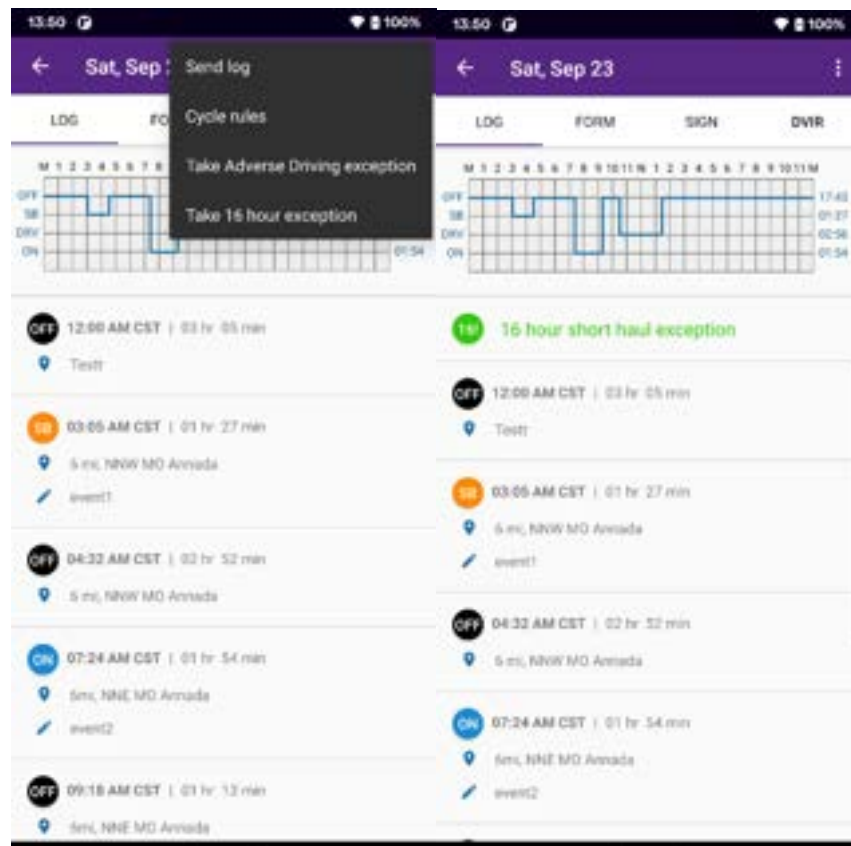 13:50
100%
Sat, Sep
LOG
FO
Send log
Cycle rules
Take Adverse Driving exception
Take 16 hour exception
M 1 2 3 4 5 6 7 8
OFF
SB
DRV
ON
01:54
OFF 12:00 AM CST | 03 hr 05 min
Testt
SB 03:05 AM CST | 01 hr 27 min
6 mi, NNW MO Annada
event1
OFF 04:32 AM CST | 02 hr 52 min
6 mi, NNW MO Annada
ON 07:24 AM CST | 01 hr 54 min
6mi, NNE MO Annada
event2
OFF 09:18 AM CST | 01 hr 13 min
6mi, NNE MO Annada
13:50
100%
Sat, Sep 23
LOG
FORM
SIGN
DVIR
M 1 2 3 4 5 6 7 8 9 10 11 N 1 2 3 4 5 6 7 8 9 10 11 M
OFF
SB
DRV
ON
01:27
02:56
01:54
16 hour short haul exception
OFF 12:00 AM CST | 03 hr 05 min
Testt
SB 03:05 AM CST | 01 hr 27 min
6 mi, NNW MO Annada
event1
OFF 04:32 AM CST | 02 hr 52 min
6 mi, NNW MO Annada
ON 07:24 AM CST | 01 hr 54 min
6mi, NNE MO Annada
event2